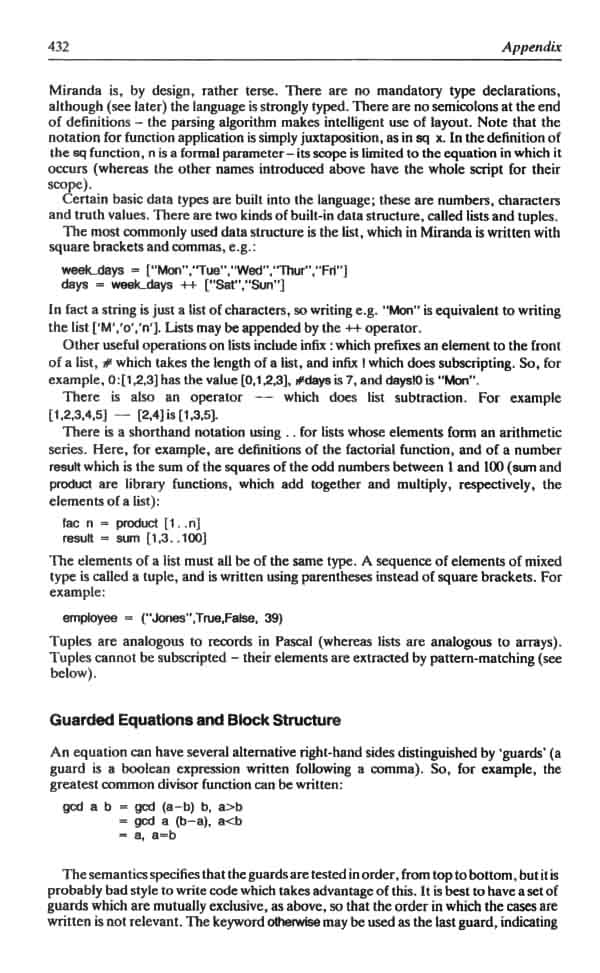 432
Appendix
Miranda is, by design, rather terse. There are no mandatory type declarations,
although (see later) the language is strongly typed. There are no semicolons at the end
of definitions – the parsing algorithm makes intelligent use of layout. Note that the
notation for function application is simply juxtaposition, as in sq x. In the definition of
the sq function, n is a formal parameter – its scope is limited to the equation in which it
occurs (whereas the other names introduced above have the whole script for their
scope).
Certain basic data types are built into the language; these are numbers, characters
and truth values. There are two kinds of built-in data structure, called lists and tuples.
The most commonly used data structure is the list, which in Miranda is written with
square brackets and commas, e.g.:
week_days = ["Mon","Tue","Wed","Thur","Fri"]
days = week_days ++ ["Sat","Sun"]
In fact a string is just a list of characters, so writing e.g. "Mon" is equivalent to writing
the list ['M','o','n']. Lists may be appended by the ++ operator.
Other useful operations on lists include infix : which prefixes an element to the front
of a list, # which takes the length of a list, and infix ! which does subscripting. So, for
example, 0:[1,2,3] has the value [0,1,2,3], #days is 7, and days!0 is "Mon".
There is also an operator -- which does list subtraction. For example
[1,2,3,4,5] -- [2,4] is [1,3,5].
There is a shorthand notation using . . for lists whose elements form an arithmetic
series. Here, for example, are definitions of the factorial function, and of a number
result which is the sum of the squares of the odd numbers between 1 and 100 (sum and
product are library functions, which add together and multiply, respectively, the
elements of a list):
fac n = product [1. .n]
result = sum [1,3. .100]
The elements of a list must all be of the same type. A sequence of elements of mixed
type is called a tuple, and is written using parentheses instead of square brackets. For
example:
employee = ("Jones",True,False, 39)
Tuples are analogous to records in Pascal (whereas lists are analogous to arrays).
Tuples cannot be subscripted – their elements are extracted by pattern-matching (see
below).
Guarded Equations and Block Structure
An equation can have several alternative right-hand sides distinguished by 'guards' (a
guard is a boolean expression written following a comma). So, for example, the
greatest common divisor function can be written:
gcd a b = gcd (a-b) b, a>b
= gcd a (b-a), a<b
= a, a=b
The semantics specifies that the guards are tested in order, from top to bottom, but it is
probably bad style to write code which takes advantage of this. It is best to have a set of
guards which are mutually exclusive, as above, so that the order in which the cases are
written is not relevant. The keyword otherwise may be used as the last guard, indicating